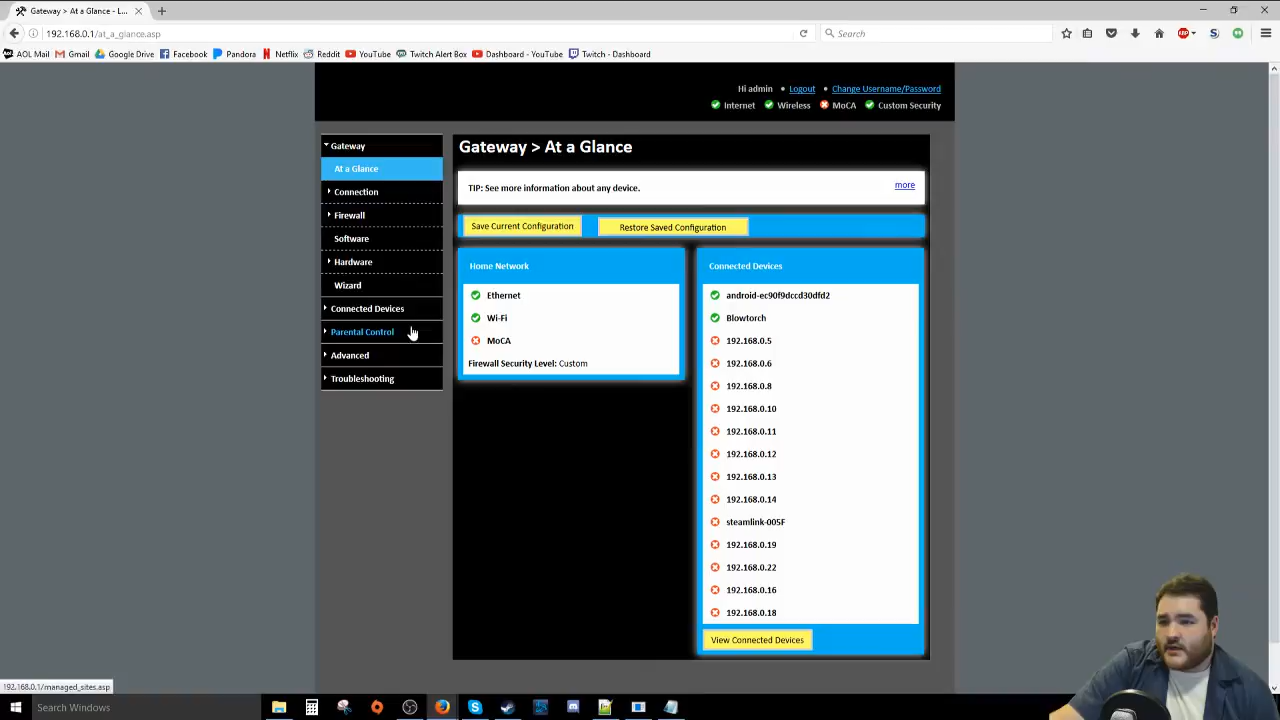 Gateway > At a Glance - L...
192.168.0.1/at_a_glance.asp
Search
AOL Mail Gmail Google Drive Facebook Pandora Netflix Reddit YouTube Twitch Alert Box Dashboard - YouTube Twitch - Dashboard
Hi admin • Logout • Change Username/Password
Internet Wireless MoCA Custom Security
Gateway
At a Glance
Connection
Firewall
Software
Hardware
Wizard
Connected Devices
Parental Control
Advanced
Troubleshooting
Gateway > At a Glance
TIP: See more information about any device.
more
Save Current Configuration
Restore Saved Configuration
Home Network
Ethernet
Wi-Fi
MoCA
Firewall Security Level: Custom
Connected Devices
android-ec90f9dccd30dfd2
Blowtorch
192.168.0.5
192.168.0.6
192.168.0.8
192.168.0.10
192.168.0.11
192.168.0.12
192.168.0.13
192.168.0.14
steamlink-005F
192.168.0.19
192.168.0.22
192.168.0.16
192.168.0.18
View Connected Devices
192.168.0.1/managed_sites.asp
Search Windows